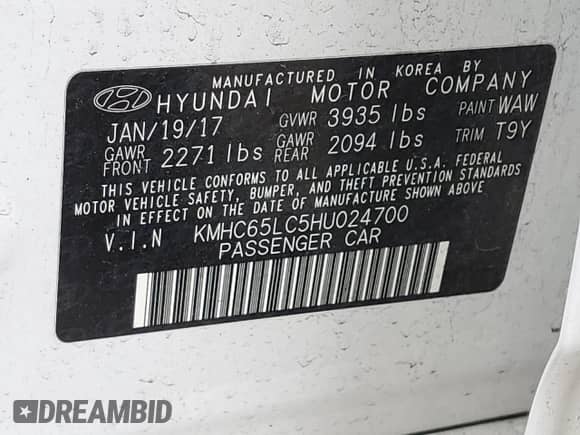 MANUFACTURED IN KOREA BY
HYUNDAI MOTOR COMPANY
JAN/19/17 GVWR 3935 lbs PAINT WAW
GAWR FRONT 2271 lbs GAWR REAR 2094 lbs TRIM T9Y
THIS VEHICLE CONFORMS TO ALL APPLICABLE U.S.A. FEDERAL
MOTOR VEHICLE SAFETY, BUMPER, AND THEFT PREVENTION STANDARDS
IN EFFECT ON THE DATE OF MANUFACTURE SHOWN ABOVE
V.I.N KMHC65LC5HU024700
PASSENGER CAR
DREAMBID
DREAMBID.COM